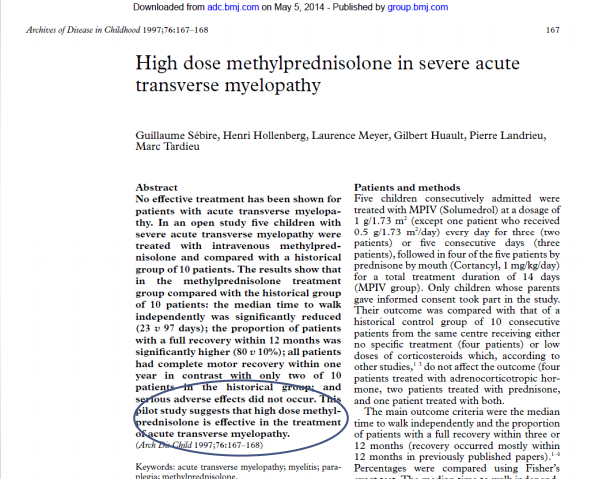 Downloaded from adc.bmj.com on May 5, 2014 - Published by group.bmj.com
Archives of Disease in Childhood 1997;76:167–168
167
High dose methylprednisolone in severe acute
transverse myelopathy
Guillaume Sébire, Henri Hollenberg, Laurence Meyer, Gilbert Huault, Pierre Landrieu,
Marc Tardieu
Abstract
No effective treatment has been shown for
patients with acute transverse myelopa-
thy. In an open study five children with
severe acute transverse myelopathy were
treated with intravenous methylpred-
nisolone and compared with a historical
group of 10 patients. The results show that
in the methylprednisolone treatment
group compared with the historical group
of 10 patients: the median time to walk
independently was significantly reduced
(23 v 97 days); the proportion of patients
with a full recovery within 12 months was
significantly higher (80 v 10%); all patients
had complete motor recovery within one
year in contrast with only two of 10
patients in the historical group; and
serious adverse effects did not occur. This
pilot study suggests that high dose methyl-
prednisolone is effective in the treatment
of acute transverse myelopathy.
(Arch Dis Child 1997;76:167–168)
Keywords: acute transverse myelopathy; myelitis; para-
plegia; methylprednisolone.
Patients and methods
Five children consecutively admitted were
treated with MPIV (Solumedrol) at a dosage of
1 g/1.73 m² (except one patient who received
0.5 g/1.73 m²/day) every day for three (two
patients) or five consecutive days (three
patients), followed in four of the five patients by
prednisone by mouth (Cortancyl, 1 mg/kg/day)
for a total treatment duration of 14 days
(MPIV group). Only children whose parents
gave informed consent took part in the study.
Their outcome was compared with that of a
historical control group of 10 consecutive
patients from the same centre receiving either
no specific treatment (four patients) or low
doses of corticosteroids which, according to
other studies, do not affect the outcome (four
patients treated with adrenocorticotrophic hor-
mone, two patients treated with prednisone,
and one patient treated with both.
The main outcome criteria were the median
time to walk independently and the proportion
of patients with a full recovery within three or
12 months (recovery occurred mostly within
12 months in previously published papers).
Percentages were compared using Fisher's